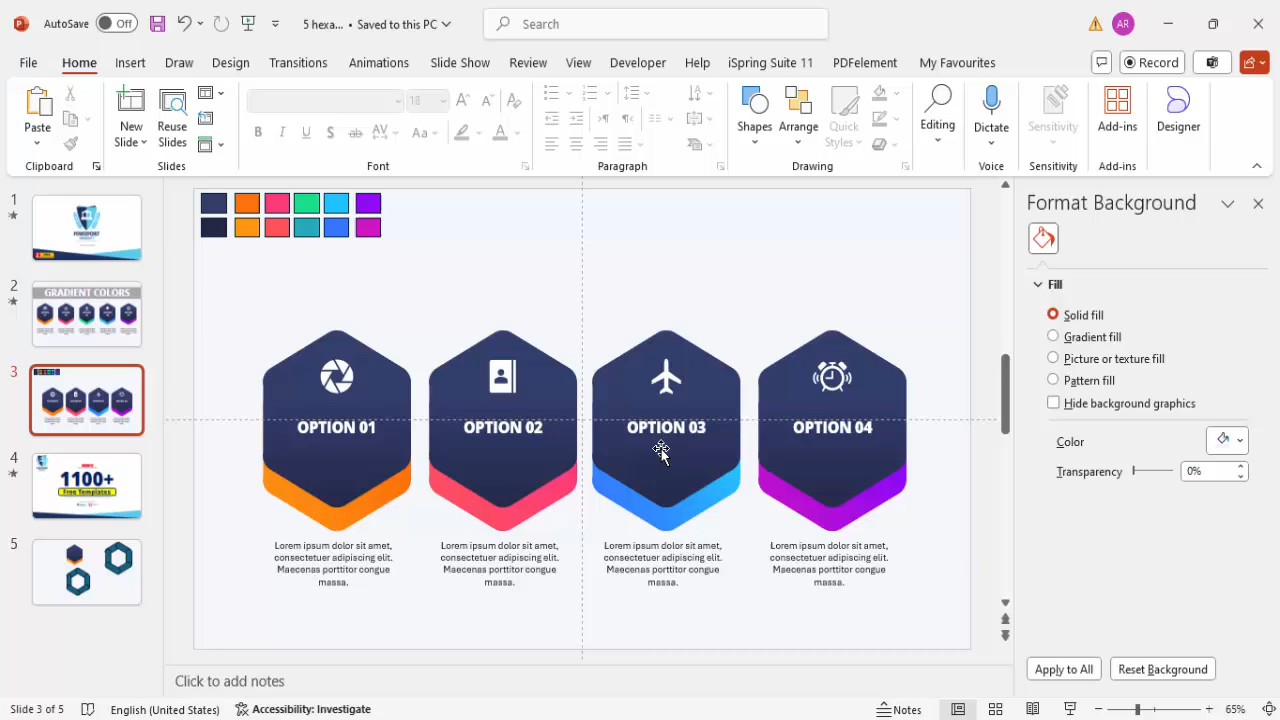 AutoSave Off 5 hexa... • Saved to this PC Search AR
File Home Insert Draw Design Transitions Animations Slide Show Review View Developer Help iSpring Suite 11 PDFelement My Favourites Record
Paste New Slide Reuse Slides 18 Shapes Arrange Quick Styles Editing Dictate Sensitivity Add-ins Designer
Clipboard Slides Font Paragraph Drawing Voice Sensitivity Add-ins
1
2
GRADIENT COLORS
3
4
1100+
Free Templates
5
OPTION 01 OPTION 02 OPTION 03 OPTION 04
Lorem ipsum dolor sit amet, Lorem ipsum dolor sit amet, Lorem ipsum dolor sit amet, Lorem ipsum dolor sit amet,
consectetuer adipiscing elit. consectetuer adipiscing elit. consectetuer adipiscing elit. consectetuer adipiscing elit.
Maecenas porttitor congue Maecenas porttitor congue Maecenas porttitor congue Maecenas porttitor congue
massa. massa. massa. massa.
Format Background
Fill
Solid fill
Gradient fill
Picture or texture fill
Pattern fill
Hide background graphics
Color
Transparency 0%
Apply to All Reset Background
Click to add notes
Slide 3 of 5 English (United States) Accessibility: Investigate Notes 65%